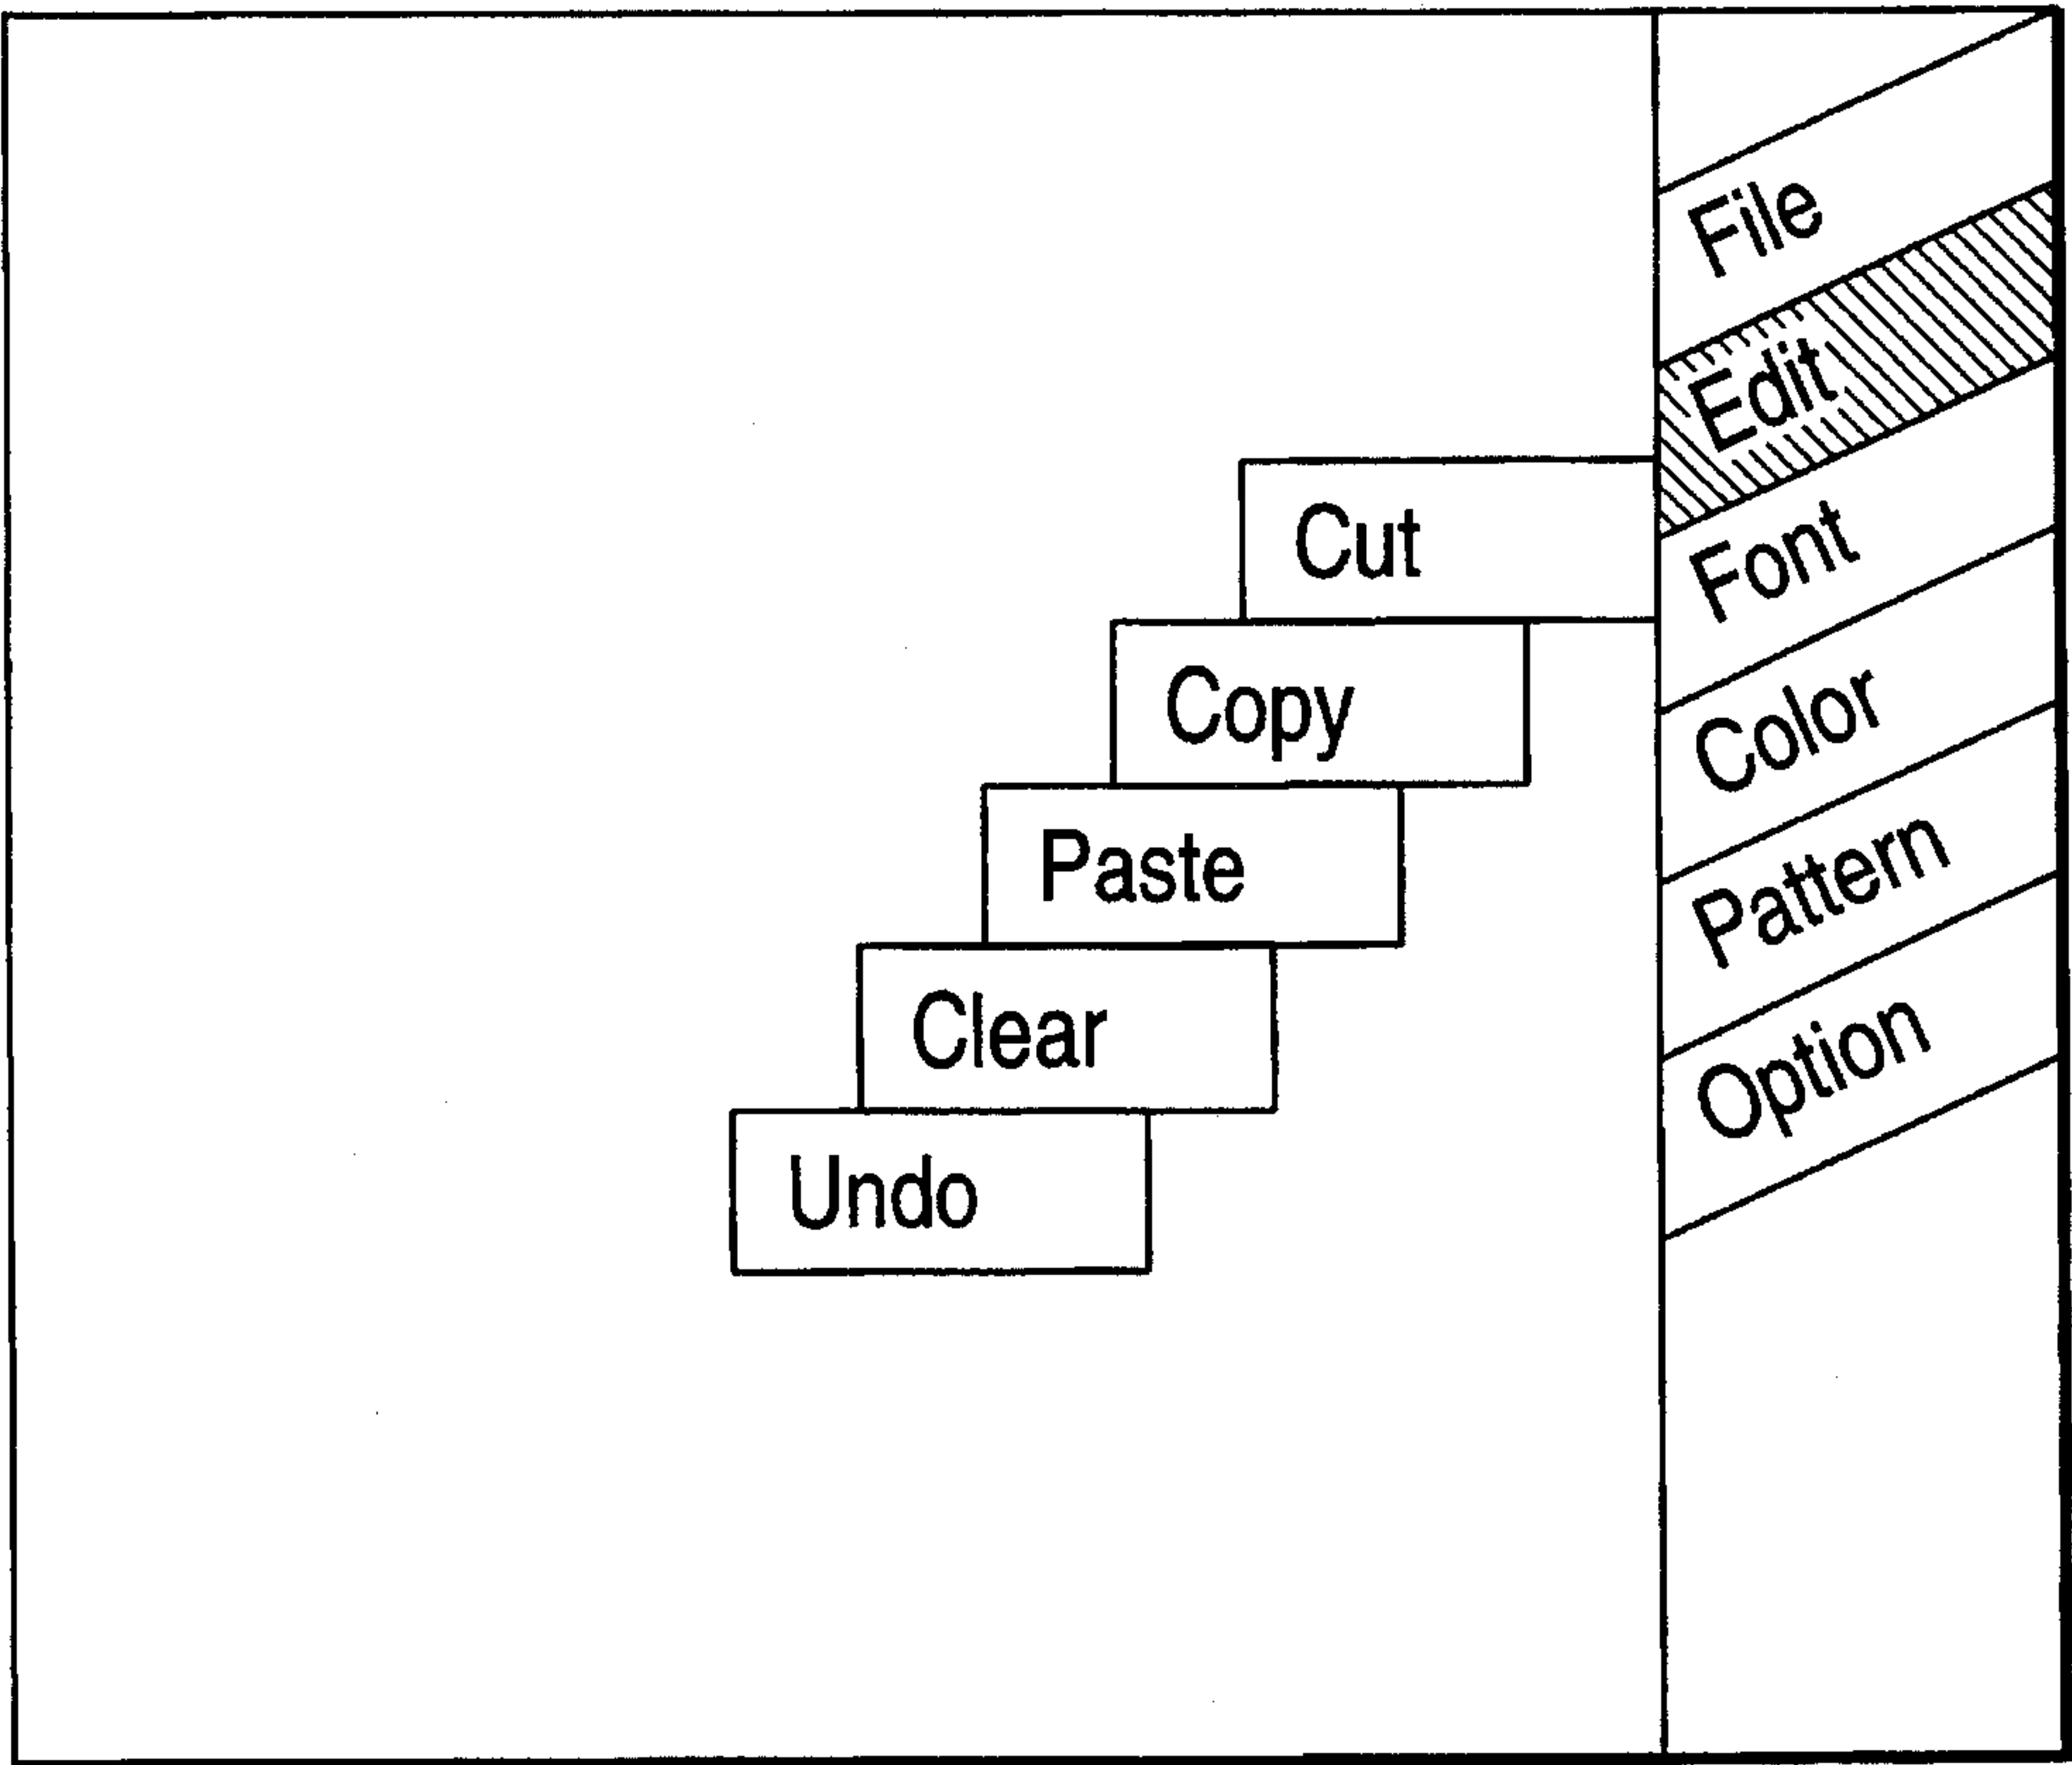 File
Edit
Font
Color
Pattern
Option
Cut
Copy
Paste
Clear
Undo